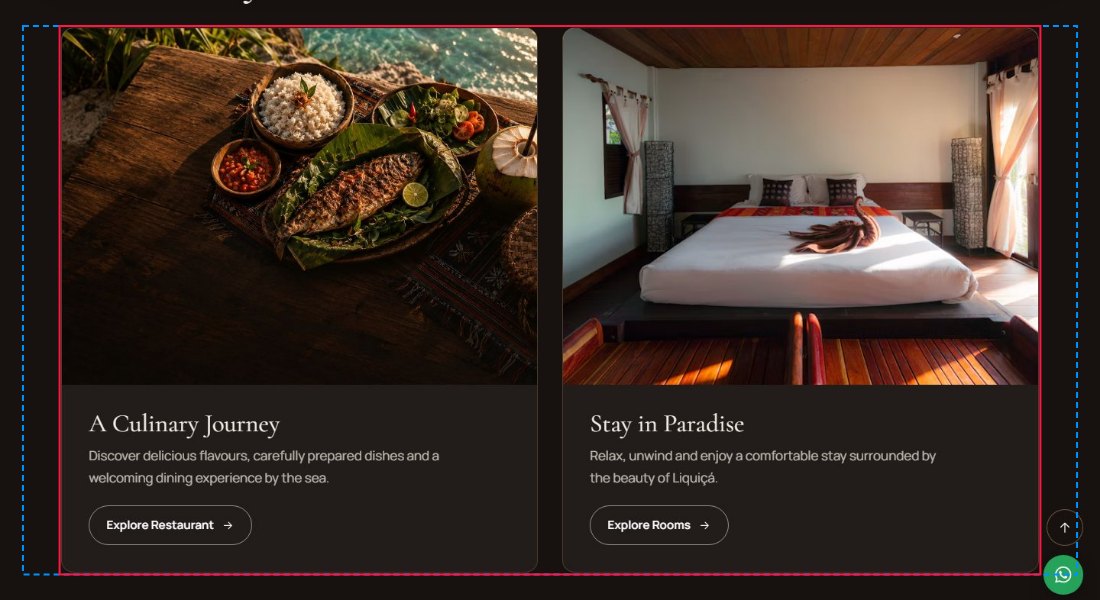 A Culinary Journey
Discover delicious flavours, carefully prepared dishes and a
welcoming dining experience by the sea.
Explore Restaurant →
Stay in Paradise
Relax, unwind and enjoy a comfortable stay surrounded by
the beauty of Liquiçá.
Explore Rooms →